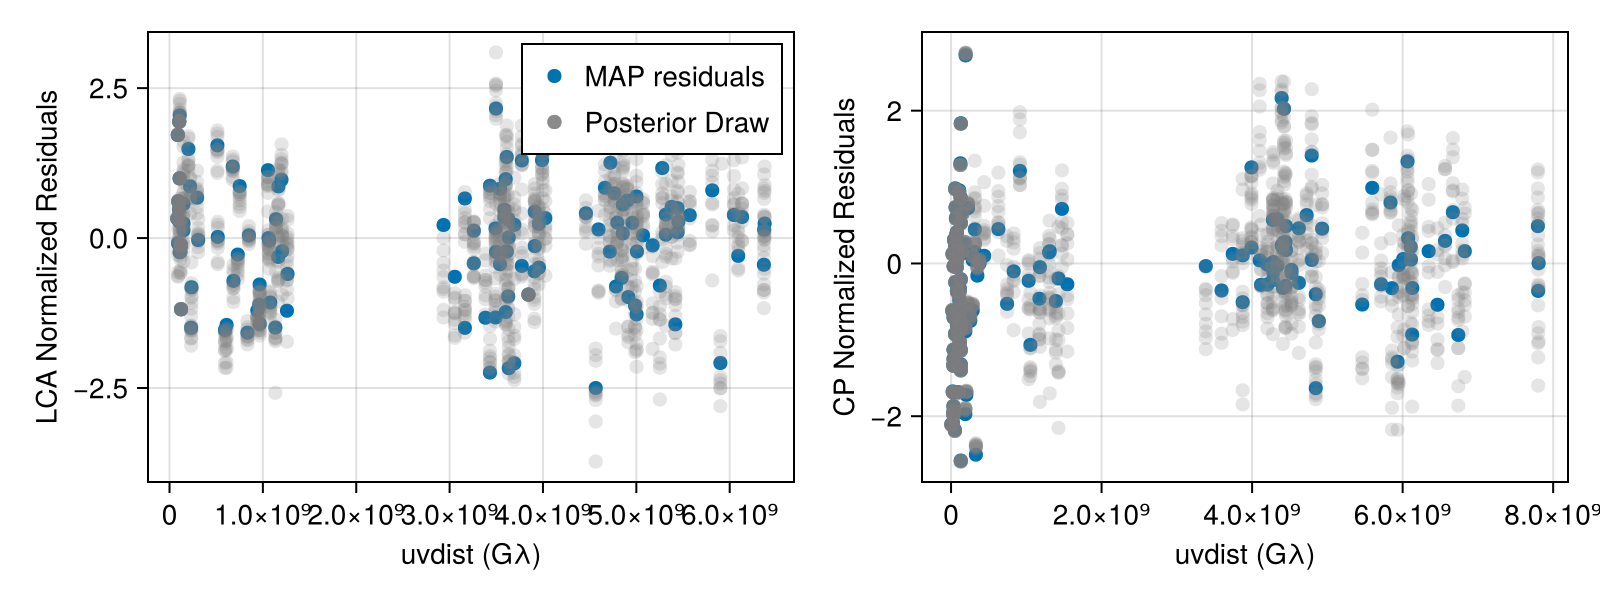 LCA Normalized Residuals
2.5
0.0
−2.5
MAP residuals
Posterior Draw
0 1.0×10⁹ 2.0×10⁹ 3.0×10⁹ 4.0×10⁹ 5.0×10⁹ 6.0×10⁹
uvdist (Gλ)
CP Normalized Residuals
2
0
−2
0 2.0×10⁹ 4.0×10⁹ 6.0×10⁹ 8.0×10⁹
uvdist (Gλ)